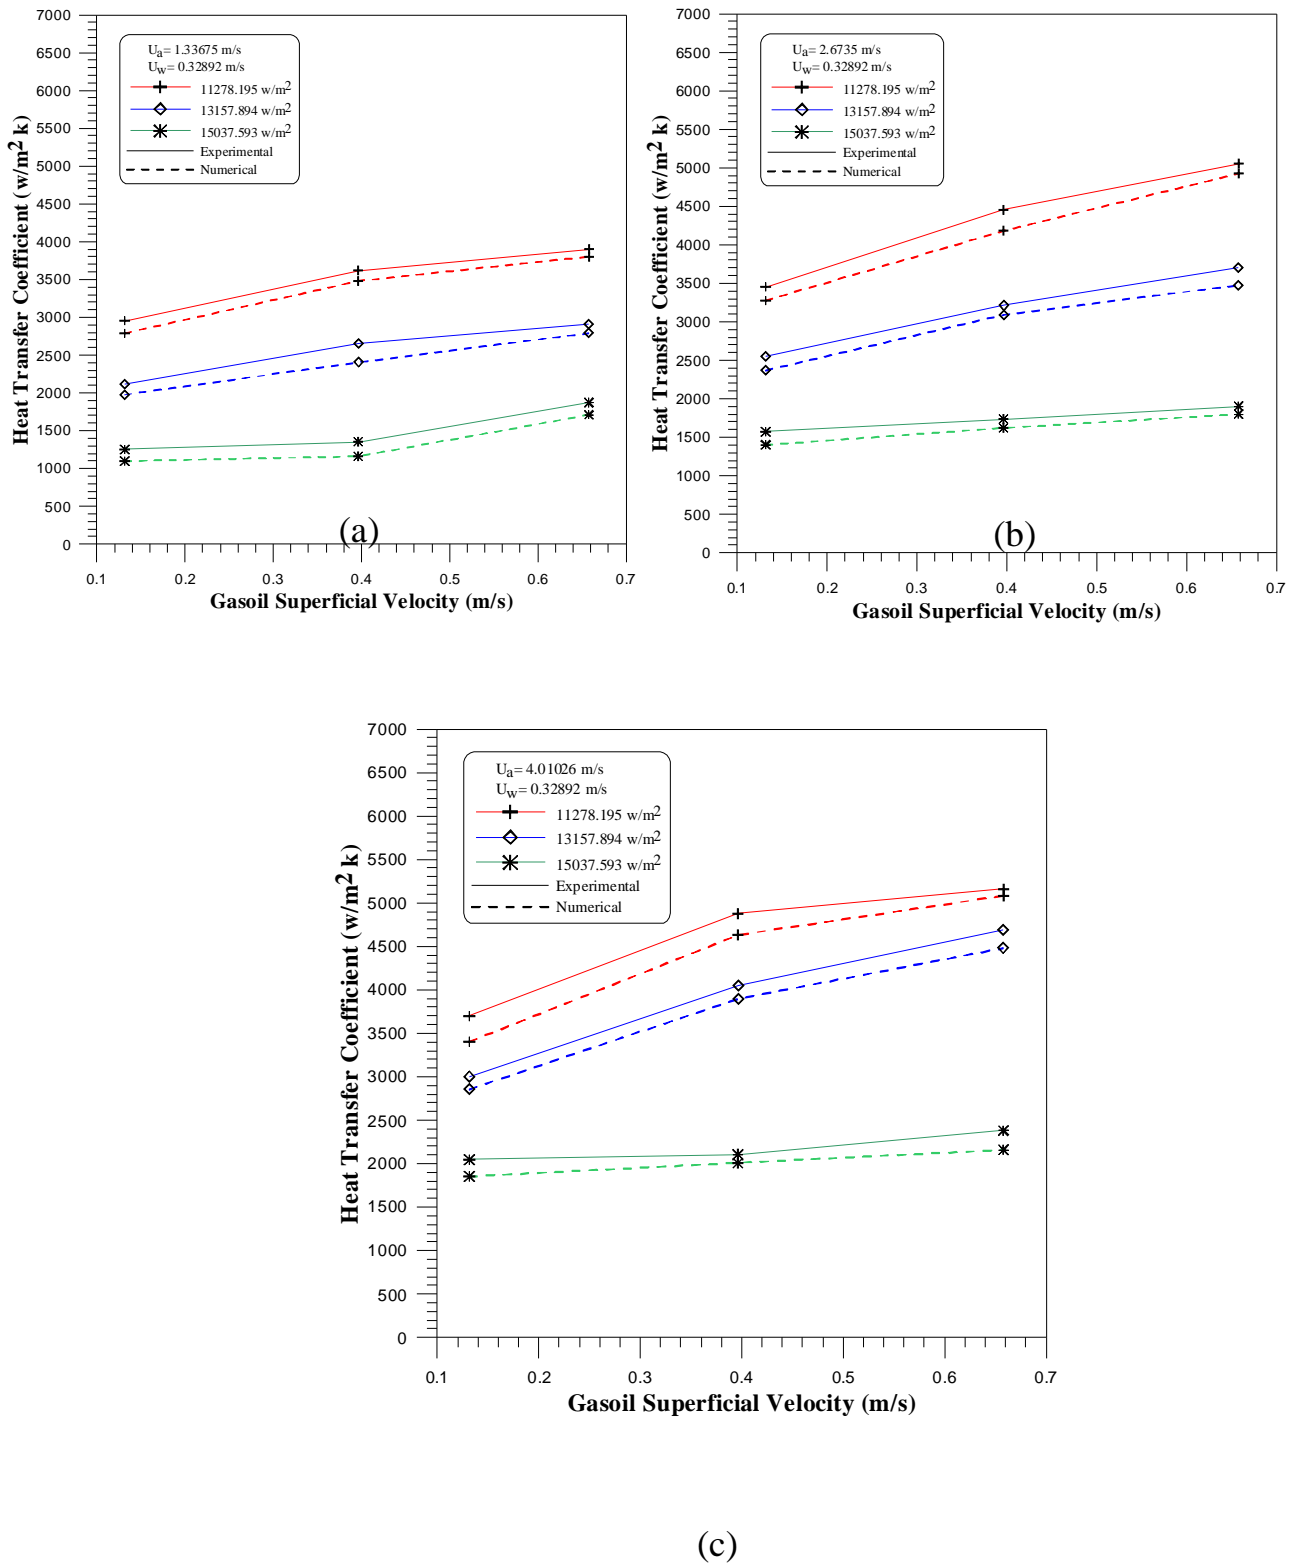 7000
6500
6000
5500
5000
4500
4000
3500
3000
2500
2000
1500
1000
500
0
Heat Transfer Coefficient (w/m2 k)
Ua= 1.33675 m/s
Uw= 0.32892 m/s
11278.195 w/m2
13157.894 w/m2
15037.593 w/m2
Experimental
Numerical
(a)
0.1 0.2 0.3 0.4 0.5 0.6 0.7
Gasoil Superficial Velocity (m/s)
7000
6500
6000
5500
5000
4500
4000
3500
3000
2500
2000
1500
1000
500
0
Heat Transfer Coefficient (w/m2 k)
Ua= 2.6735 m/s
Uw= 0.32892 m/s
11278.195 w/m2
13157.894 w/m2
15037.593 w/m2
Experimental
Numerical
(b)
0.1 0.2 0.3 0.4 0.5 0.6 0.7
Gasoil Superficial Velocity (m/s)
7000
6500
6000
5500
5000
4500
4000
3500
3000
2500
2000
1500
1000
500
0
Heat Transfer Coefficient (w/m2 k)
Ua= 4.01026 m/s
Uw= 0.32892 m/s
11278.195 w/m2
13157.894 w/m2
15037.593 w/m2
Experimental
Numerical
0.1 0.2 0.3 0.4 0.5 0.6 0.7
Gasoil Superficial Velocity (m/s)
(c)